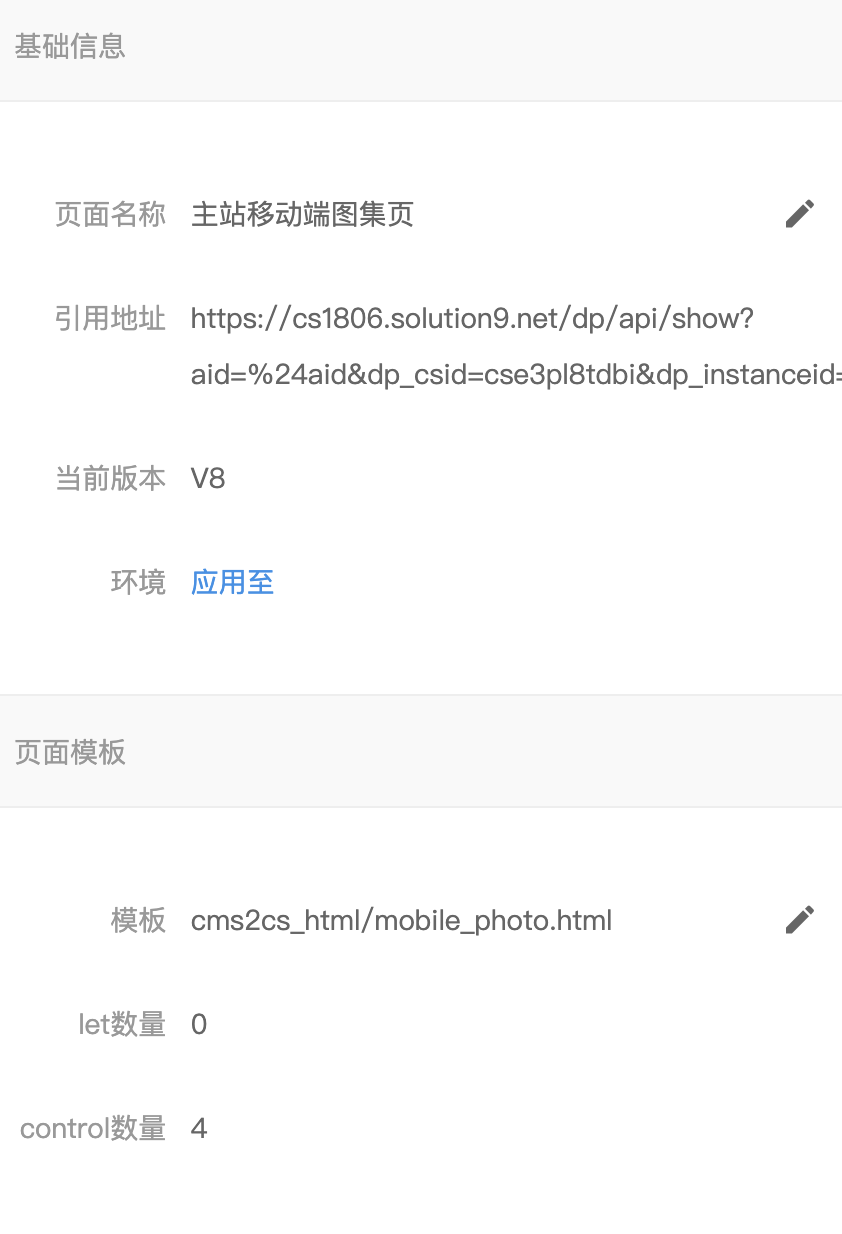 基础信息
页面名称 主站移动端图集页
引用地址 https://cs1806.solution9.net/dp/api/show?
aid=%24aid&dp_csid=cse3pl8tdbi&dp_instanceid=
当前版本 V8
环境 应用至
页面模板
模板 cms2cs_html/mobile_photo.html
let数量 0
control数量 4